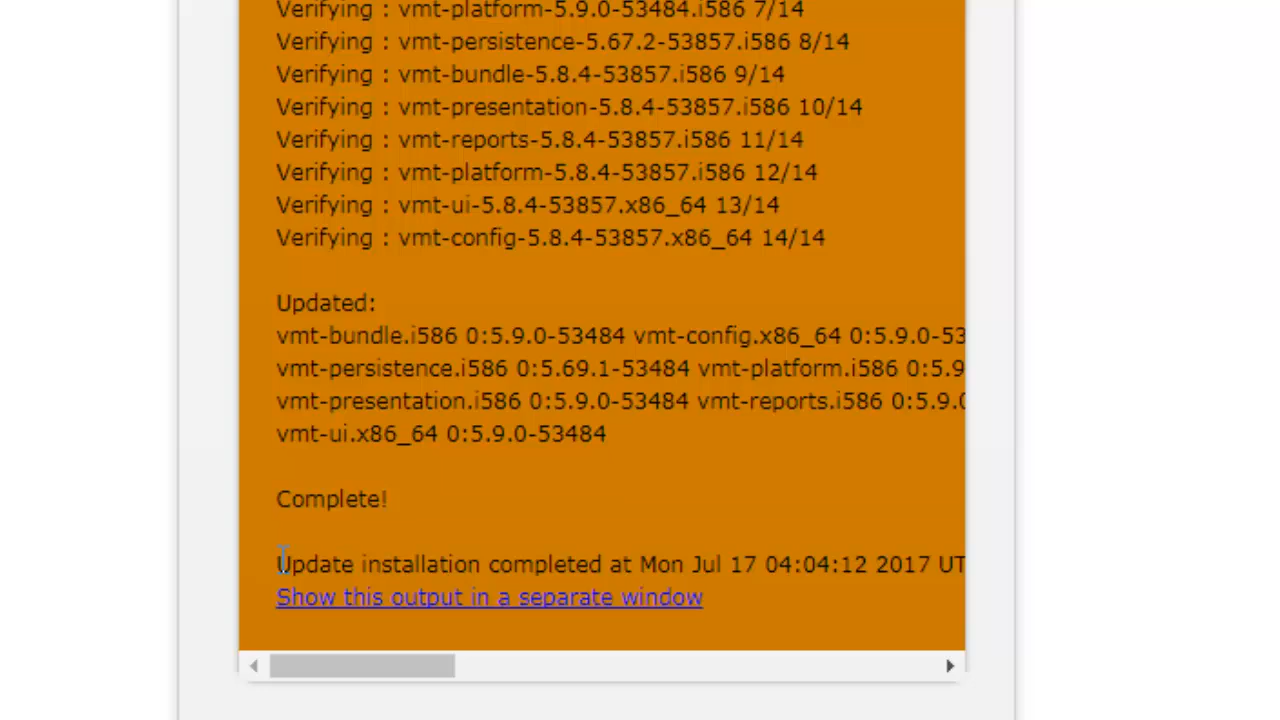 Verifying : vmt-platform-5.9.0-53484.i586 7/14
Verifying : vmt-persistence-5.67.2-53857.i586 8/14
Verifying : vmt-bundle-5.8.4-53857.i586 9/14
Verifying : vmt-presentation-5.8.4-53857.i586 10/14
Verifying : vmt-reports-5.8.4-53857.i586 11/14
Verifying : vmt-platform-5.8.4-53857.i586 12/14
Verifying : vmt-ui-5.8.4-53857.x86_64 13/14
Verifying : vmt-config-5.8.4-53857.x86_64 14/14
Updated:
vmt-bundle.i586 0:5.9.0-53484 vmt-config.x86_64 0:5.9.0-53
vmt-persistence.i586 0:5.69.1-53484 vmt-platform.i586 0:5.9
vmt-presentation.i586 0:5.9.0-53484 vmt-reports.i586 0:5.9.0
vmt-ui.x86_64 0:5.9.0-53484
Complete!
Update installation completed at Mon Jul 17 04:04:12 2017 UT
Show this output in a separate window